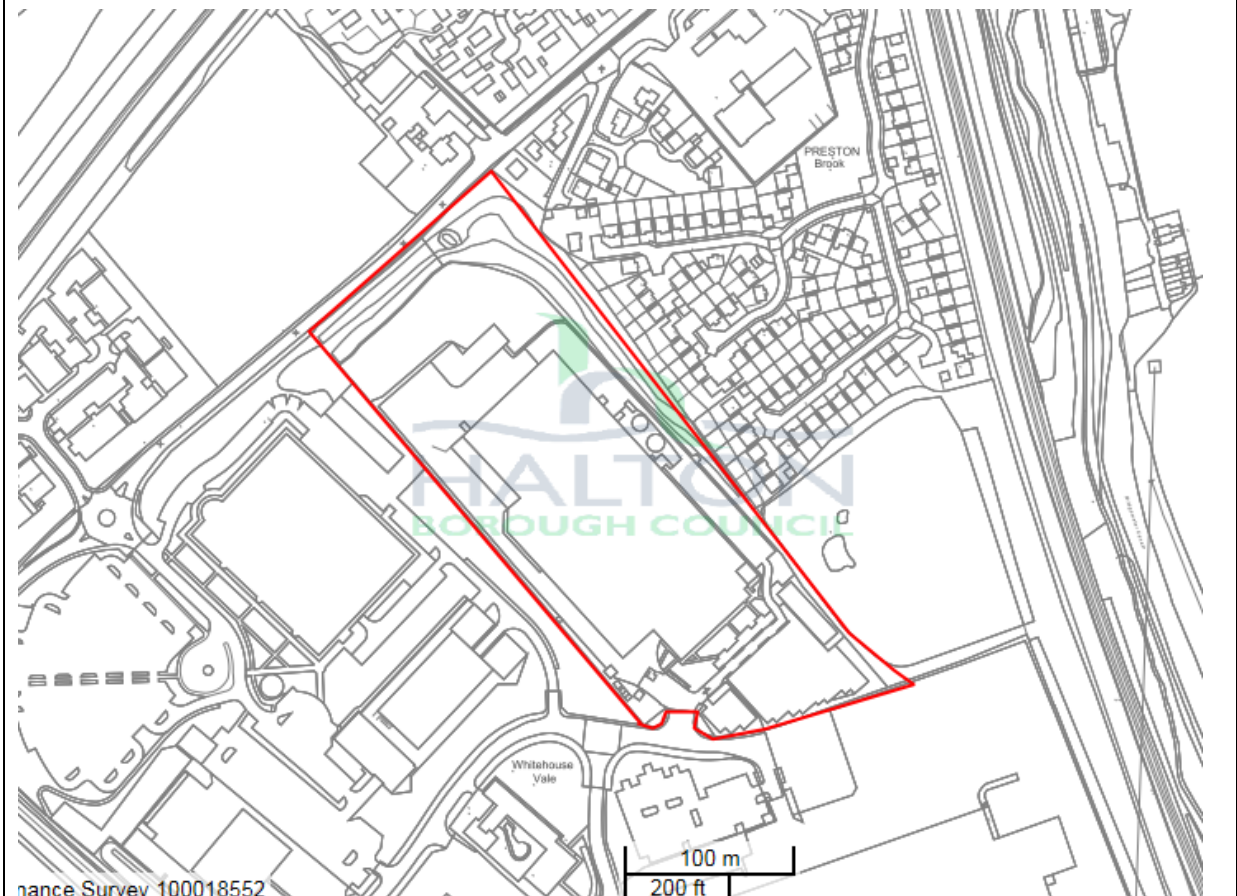 PRESTON
Brook
HALTON
BOROUGH COUNCIL
Whitehouse
Vale
100 m
200 ft
nance Survey 100018552